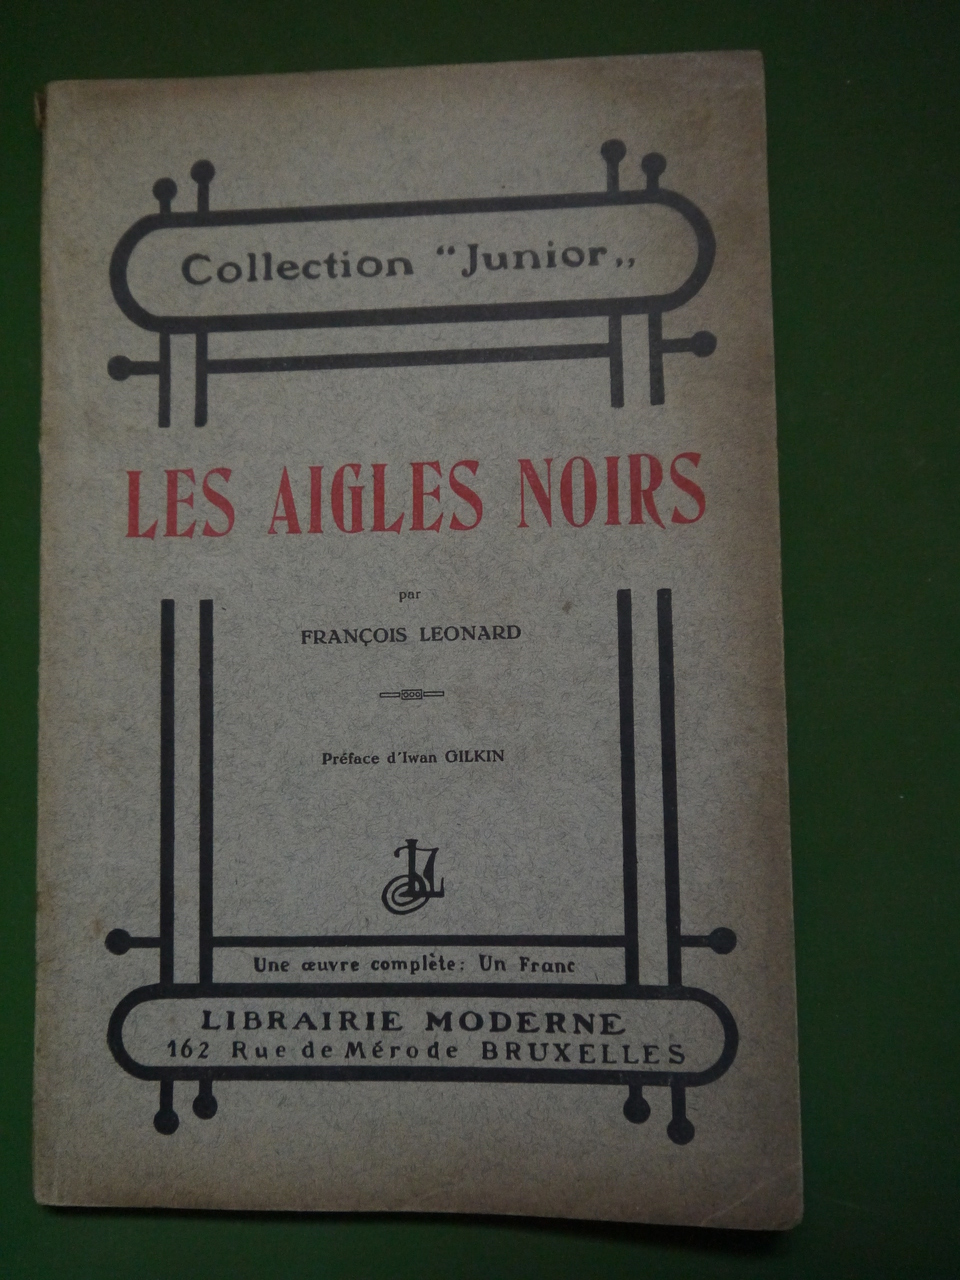 Collection “Junior„
LES AIGLES NOIRS
par
FRANÇOIS LEONARD
Préface d'Iwan GILKIN
Une œuvre complète: Un Franc
LIBRAIRIE MODERNE
162 Rue de Mérode BRUXELLES